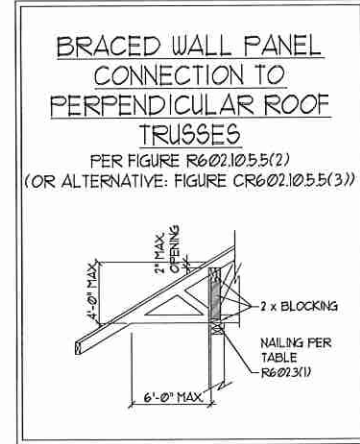 BRACED WALL PANEL
CONNECTION TO
PERPENDICULAR ROOF
TRUSSES
PER FIGURE R602.10.5.5(2)
(OR ALTERNATIVE: FIGURE CR602.10.5.5(3))
2" MAX.
OPENING
4'-0" MAX.
2 x BLOCKING
NAILING PER
TABLE
R602.3(1)
6'-0" MAX.